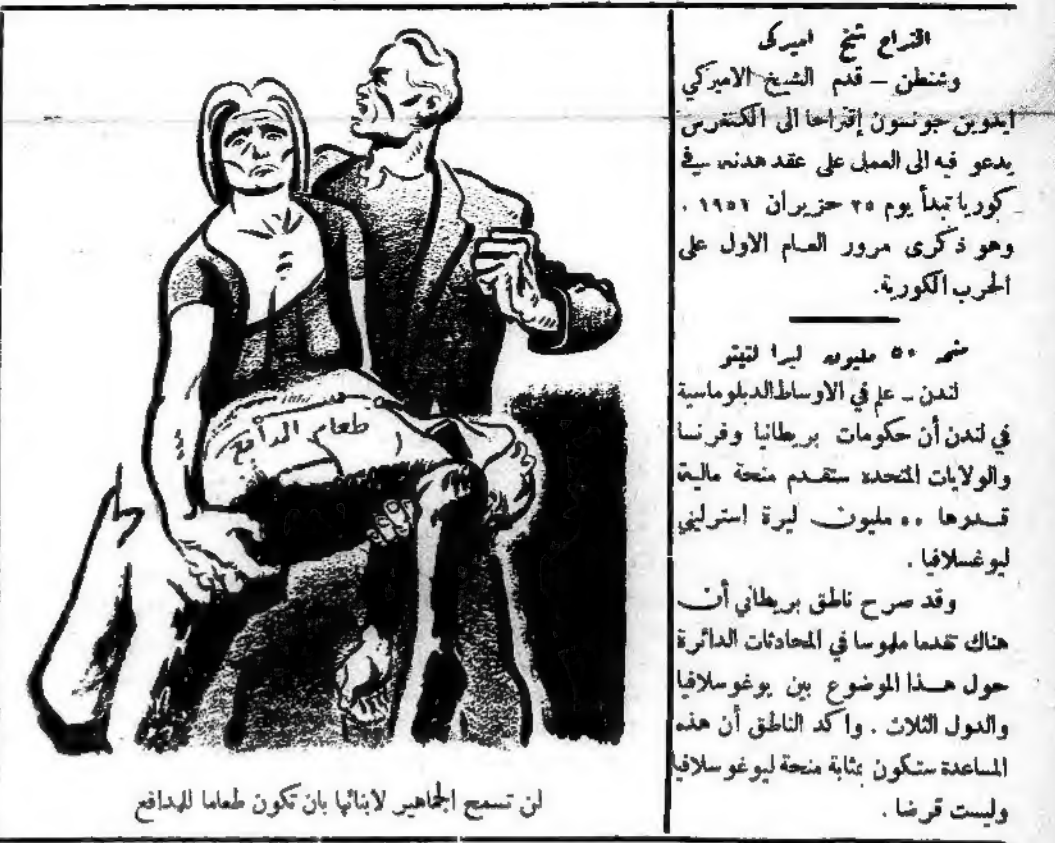 اقتراح شيخ اميركي
وشنطن – قدم الشيخ الاميركي
ايدوين جونسون إقتراحا الى الكنغرس
يدعو فيه الى العمل على عقد هدنه في
كوريا تبدأ يوم ٢٥ حزيران ١٩٥١ .
وهو ذكرى مرور العام الاول على
الحرب الكورية.
منحه ٥٠ مليون ليرا لتيتو
لندن – علم في الاوساط الدبلوماسية
في لندن أن حكومات بريطانيا وفرنسا
والولايات المتحده ستقدم منحة مالية
قدرها ٥٠ مليون ليرة استرليني
ليوغسلافيا .
وقد صرح ناطق بريطاني أن
هناك تقدما ملموسا في المحادثات الدائرة
حول هذا الموضوع بين يوغوسلافيا
والدول الثلاث . واكد الناطق أن هذه
المساعدة ستكون بمثابة منحة ليوغوسلافيا
وليست قرضا .
طعام المدافع
لن تسمح الجماهير لابنائها بان تكون طعاما للمدافع